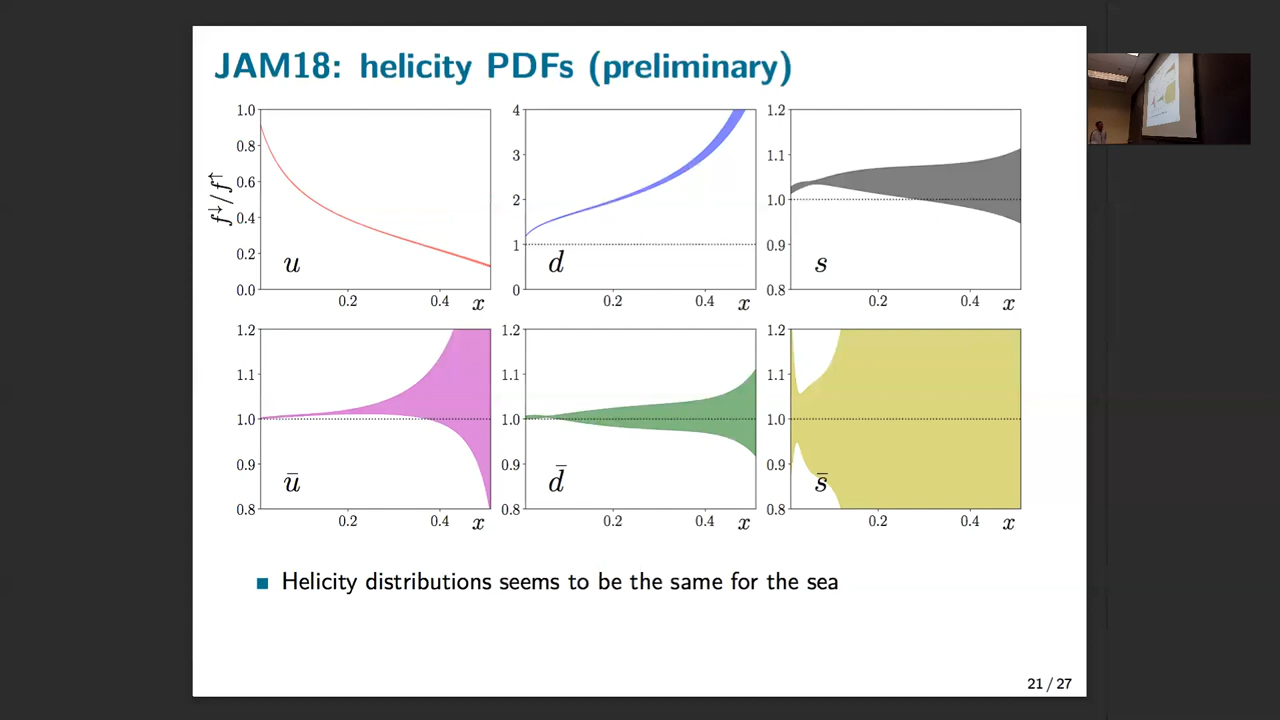 JAM18: helicity PDFs (preliminary)
f↓/f↑
1.0
0.8
0.6
0.4
0.2
0.0
u
0.2 0.4 x
4
3
2
1
0
d
0.2 0.4 x
1.2
1.1
1.0
0.9
0.8
s
0.2 0.4 x
1.2
1.1
1.0
0.9
0.8
ū
0.2 0.4 x
1.2
1.1
1.0
0.9
0.8
d̄
0.2 0.4 x
1.2
1.1
1.0
0.9
0.8
s̄
0.2 0.4 x
Helicity distributions seems to be the same for the sea
21 / 27